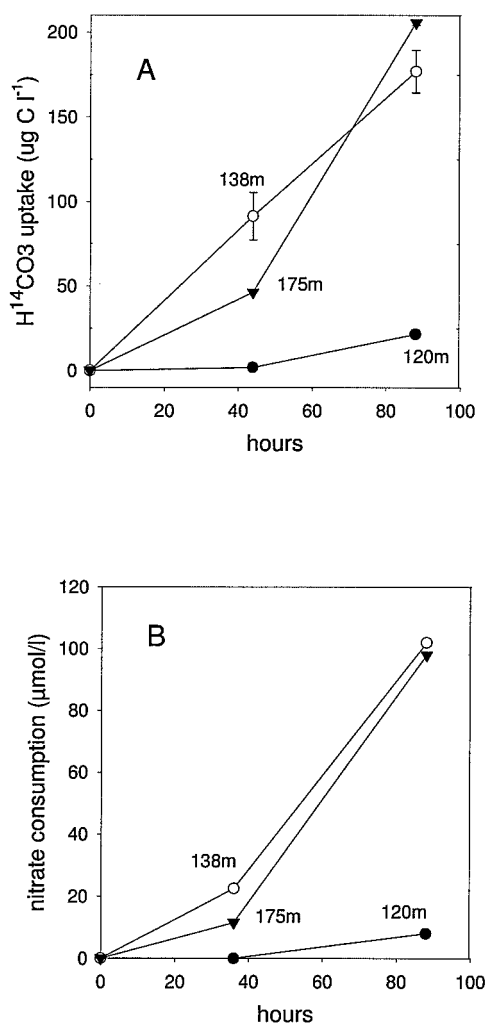 200
A
150
138m
100
175m
50
120m
0
0 20 40 60 80 100
hours
H¹⁴CO3 uptake (ug C l⁻¹)
120
B
100
80
60
40
138m
20
175m
120m
0
0 20 40 60 80 100
hours
nitrate consumption (µmol/l)